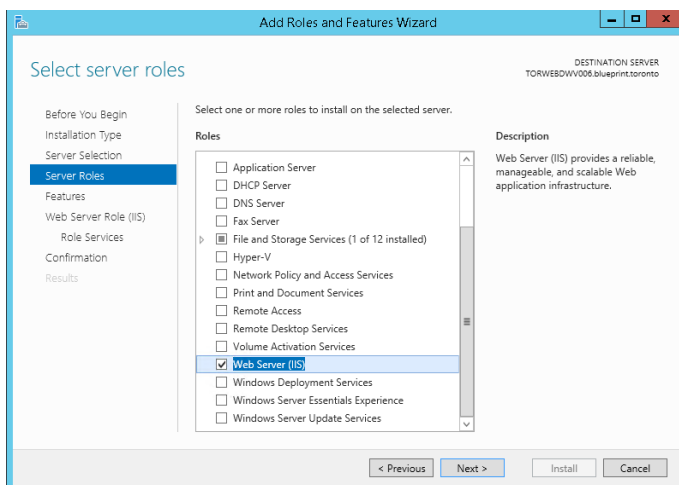 Add Roles and Features Wizard
Select server roles
DESTINATION SERVER
TORWEBDWV006.blueprint.toronto
Before You Begin
Installation Type
Server Selection
Server Roles
Features
Web Server Role (IIS)
Role Services
Confirmation
Results
Select one or more roles to install on the selected server.
Roles
Application Server
DHCP Server
DNS Server
Fax Server
File and Storage Services (1 of 12 installed)
Hyper-V
Network Policy and Access Services
Print and Document Services
Remote Access
Remote Desktop Services
Volume Activation Services
Web Server (IIS)
Windows Deployment Services
Windows Server Essentials Experience
Windows Server Update Services
Description
Web Server (IIS) provides a reliable,
manageable, and scalable Web
application infrastructure.
< Previous
Next >
Install
Cancel